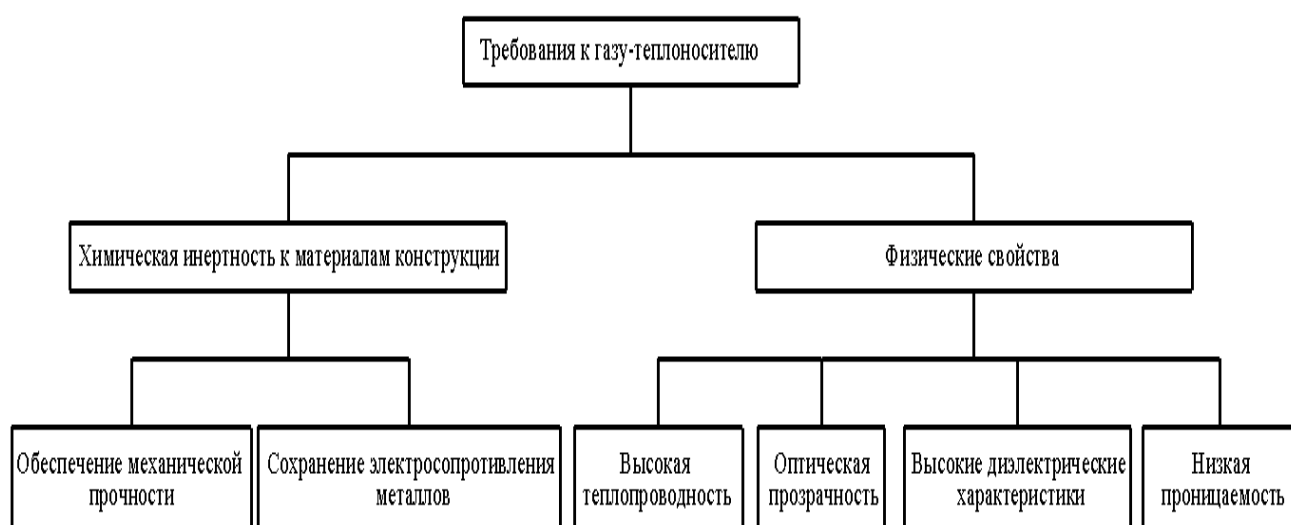 Требования к газу-теплоносителю
Химическая инертность к материалам конструкции
Физические свойства
Обеспечение механической
прочности
Сохранение электросопротивления
металлов
Высокая
теплопроводность
Оптическая
прозрачность
Высокие диэлектрические
характеристики
Низкая
проницаемость